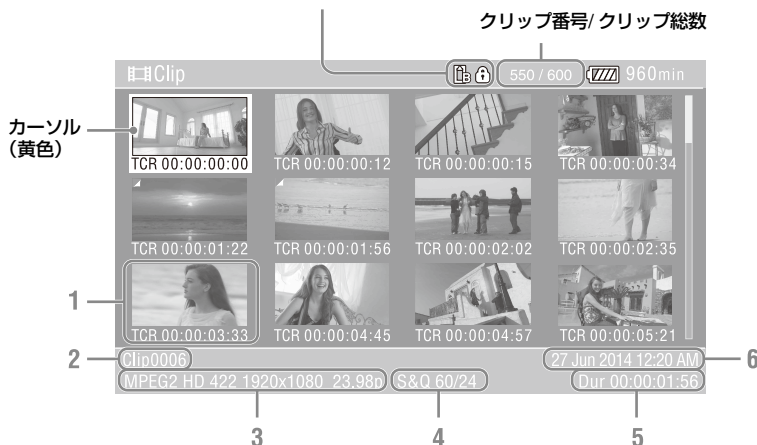 クリップ番号/ クリップ総数
Clip B 550 / 600 960min
カーソル
(黄色)
TCR 00:00:00:00 TCR 00:00:00:12 TCR 00:00:00:15 TCR 00:00:00:34
TCR 00:00:01:22 TCR 00:00:01:56 TCR 00:00:02:02 TCR 00:00:02:35
1
TCR 00:00:03:33 TCR 00:00:04:45 TCR 00:00:04:57 TCR 00:00:05:21
2 Clip0006 27 Jun 2014 12:20 AM 6
MPEG2 HD 422 1920x1080 23.98p S&Q 60/24 Dur 00:00:01:56
3 4 5